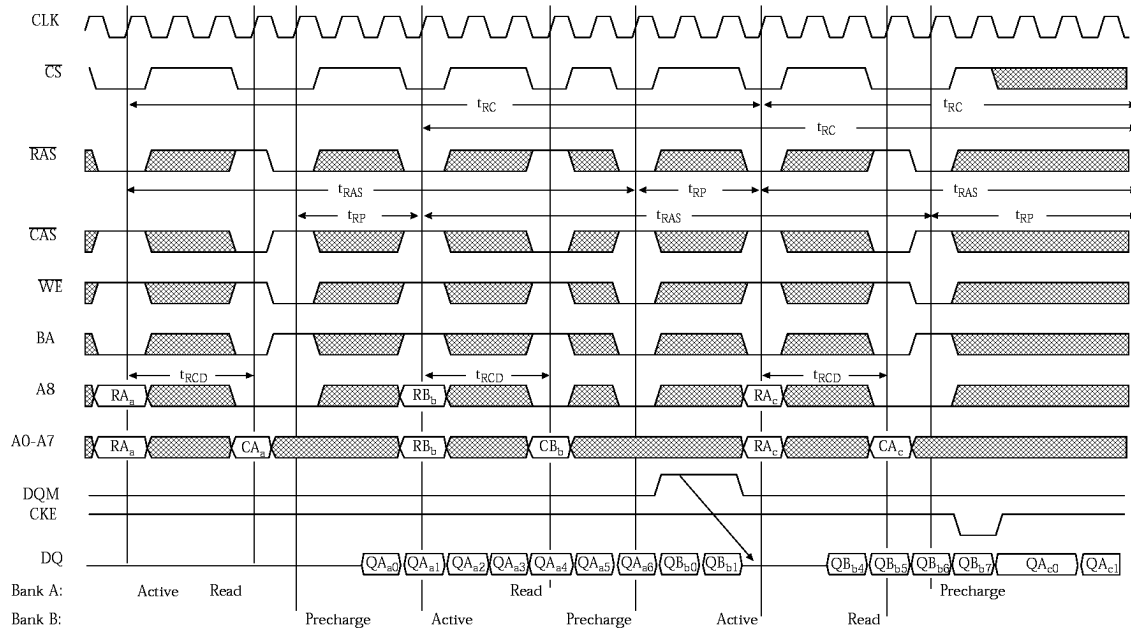 CLK
CS
tRC tRC
tRC
RAS
tRAS tRP tRAS
tRP tRAS tRP
CAS
WE
BA
tRCD tRCD tRCD
A8 RAa RBb RAc
A0-A7 RAa CAa RBb CBb RAc CAc
DQM
CKE
DQ QAa0 QAa1 QAa2 QAa3 QAa4 QAa5 QAa6 QBb0 QBb1 QBb4 QBb5 QBb6 QBb7 QAc0 QAc1
Bank A: Active Read Read Precharge
Bank B: Precharge Active Precharge Active Read